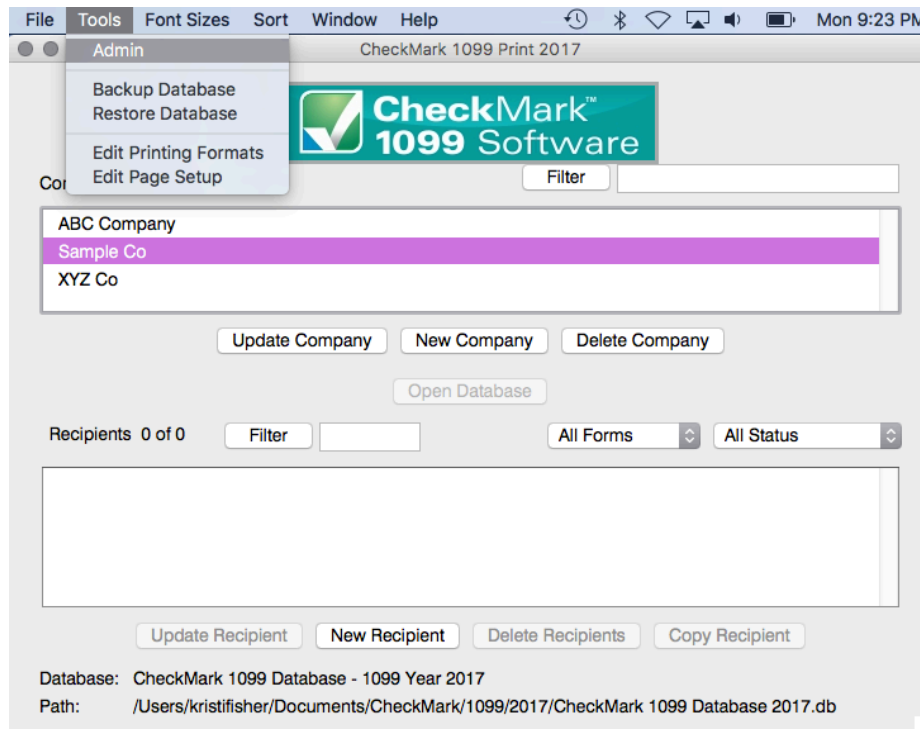 File Tools Font Sizes Sort Window Help Mon 9:23 PM
Admin CheckMark 1099 Print 2017
Backup Database
Restore Database
Edit Printing Formats
Edit Page Setup
CheckMark™
1099 Software
Filter
ABC Company
Sample Co
XYZ Co
Update Company New Company Delete Company
Open Database
Recipients 0 of 0 Filter All Forms All Status
Update Recipient New Recipient Delete Recipients Copy Recipient
Database: CheckMark 1099 Database - 1099 Year 2017
Path: /Users/kristifisher/Documents/CheckMark/1099/2017/CheckMark 1099 Database 2017.db